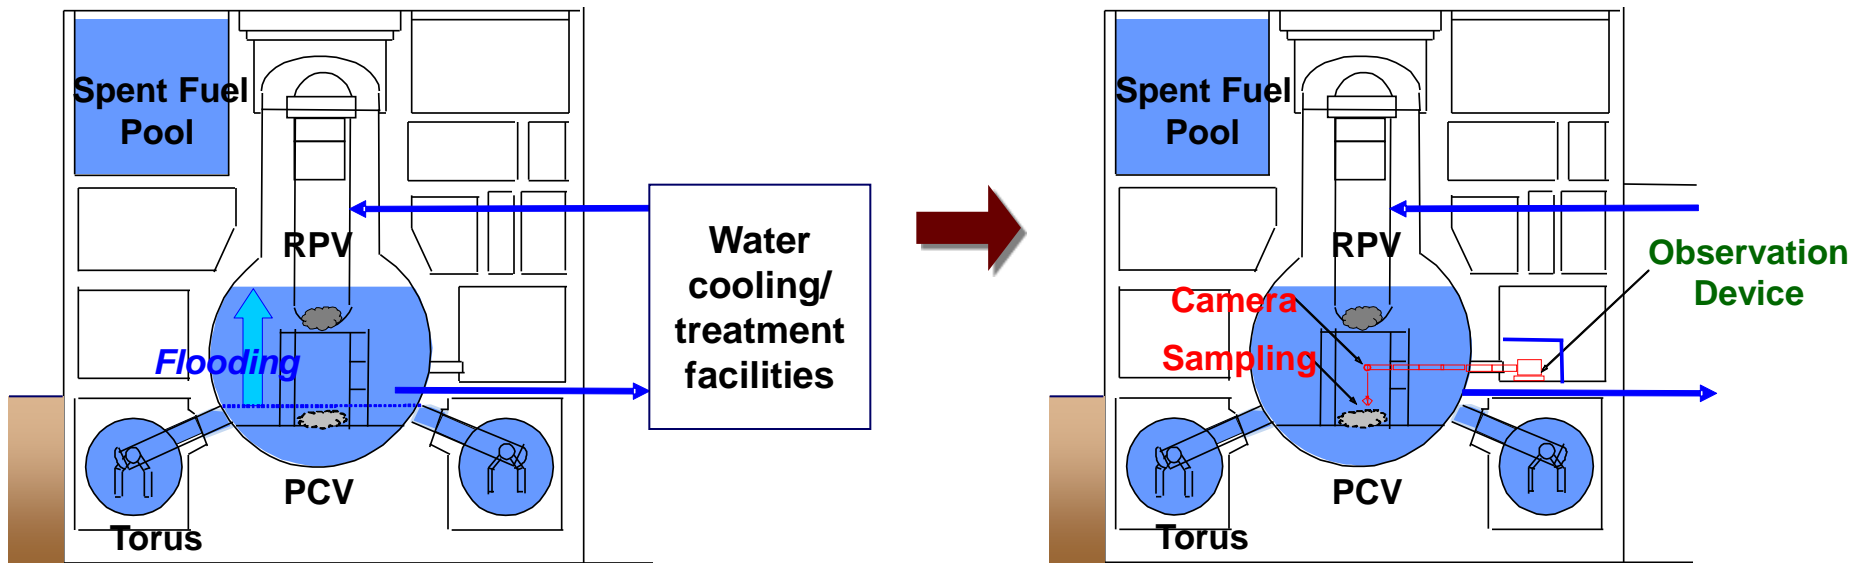 Spent Fuel
Pool
RPV
Flooding
PCV
Torus
Water
cooling/
treatment
facilities
Spent Fuel
Pool
RPV
Camera
Sampling
Observation
Device
PCV
Torus